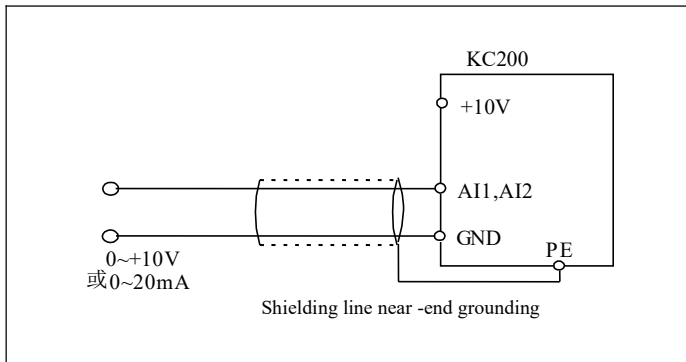 KC200
+10V
AI1,AI2
GND
PE
0~+10V
或0~20mA
Shielding line near -end grounding